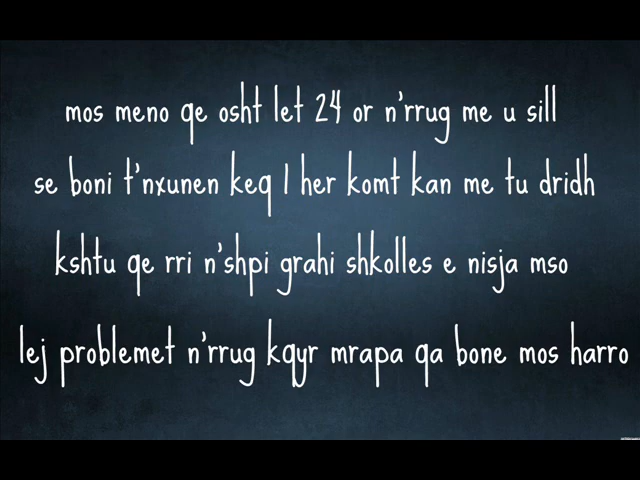 mos meno qe osht let 24 or n'rrug me u sill
se boni t'nxunen keq 1 her komt kan me tu dridh
kshtu qe rri n'shpi grahi shkolles e nisja mso
lej problemet n'rrug kqyr mrapa qa bone mos harro